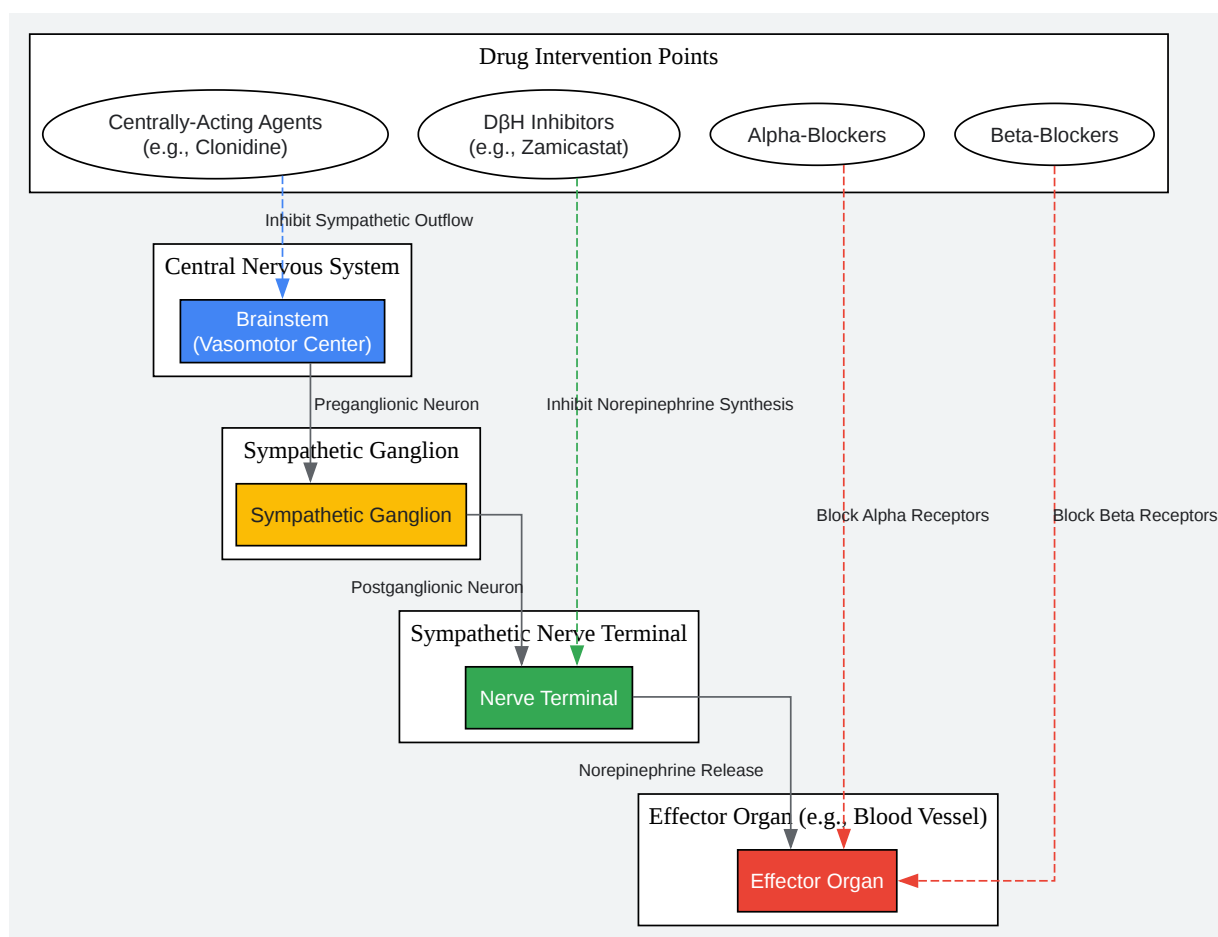 Drug Intervention Points
Centrally-Acting Agents
(e.g., Clonidine)
DβH Inhibitors
(e.g., Zamicastat)
Alpha-Blockers
Beta-Blockers
Inhibit Sympathetic Outflow
Central Nervous System
Brainstem
(Vasomotor Center)
Preganglionic Neuron
Inhibit Norepinephrine Synthesis
Sympathetic Ganglion
Sympathetic Ganglion
Block Alpha Receptors
Block Beta Receptors
Postganglionic Neuron
Sympathetic Nerve Terminal
Nerve Terminal
Norepinephrine Release
Effector Organ (e.g., Blood Vessel)
Effector Organ